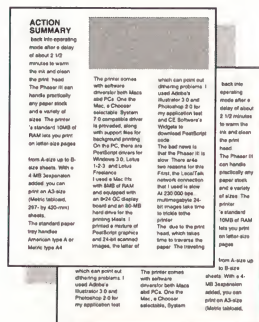 ACTION
SUMMARY
back into operating
mode after a delay
of about 2 1/2
minutes to warm
the ink and clean
the print head
The Phaser III can
handle practically
any paper stock
and a variety of
sizes The printer
's standard 10MB of
RAM lets you print
on letter-size pages

from A-size up to B-
size sheets. With a
4 MB 3expansion
added, you can
print on A3-size
(Metric tabloid,
297- by 420-mm)
sheets.
The standard paper
tray handles
American type A or
Metric type A4
The printer comes
with software
drivers for both Macs
and PCs One the
Mac, a Chooser
selectable, System
7.0 compatible driver
is provided, along
with support files for
background printing
On the PC, there are
PostScript drivers for
Windows 3.0, Lotus
1-2-3 and Lotus
Freelance
I used a Mac IIfx
with 8MB of RAM
and equipped with
an 8•24 GC display
board and an 80-MB
hard drive for the
printing tests I
printed a mixture of
PostScript graphics
and 24-bit scanned
images, the letter of
which can point out
dithering problems I
used Adobe's
Illustrator 3 0 and
Photoshop 2 0 for
my application test
and CE Software's
Widgets to
download PostScript
code
The bad news is
that the Phaser III is
slow There are
two reasons for this
First, the LocalTalk
network connection
that I used is slow
At 230 000 bps
multimegabyte 24-
bit images take time
to trickle to the
printer
The due to the print
head, which takes
time to traverse the
paper The traveling
back into
operating
mode after a
delay of about
2 1/2 minutes
to warm the
ink and clean
the print
head
The Phaser III
can handle
practically any
paper stock
and a variety
of sizes The
printer
's standard
10MB of RAM
lets you print
on letter-size
pages

from A-size up
to B-size
sheets With a 4-
MB 3expansion
added, you can
print on A3-size
(Metric tabloid,
which can point out
dithering problems I
used Adobe's
Illustrator 3 0 and
Photoshop 2 0 for
my application test
The printer comes
with software
drivers for both Macs
and PCs One the
Mac, a Chooser
selectable, System